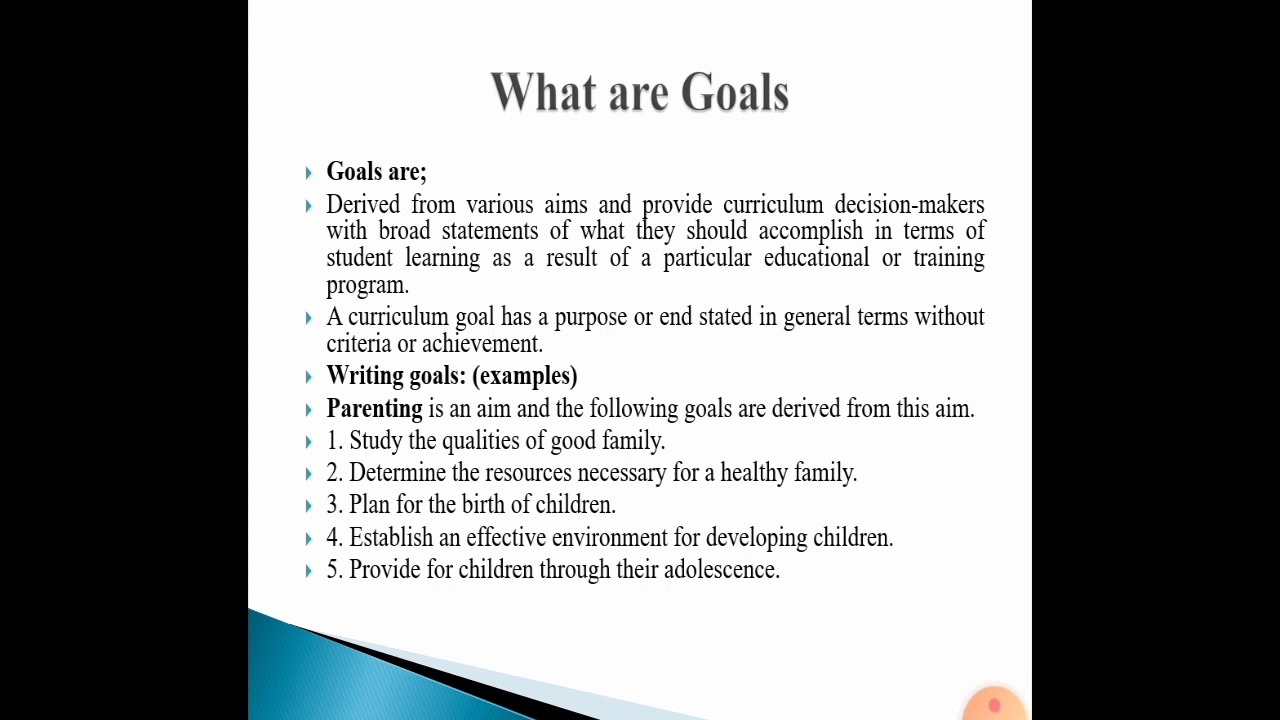 What are Goals
Goals are;
Derived from various aims and provide curriculum decision-makers
with broad statements of what they should accomplish in terms of
student learning as a result of a particular educational or training
program.
A curriculum goal has a purpose or end stated in general terms without
criteria or achievement.
Writing goals: (examples)
Parenting is an aim and the following goals are derived from this aim.
1. Study the qualities of good family.
2. Determine the resources necessary for a healthy family.
3. Plan for the birth of children.
4. Establish an effective environment for developing children.
5. Provide for children through their adolescence.